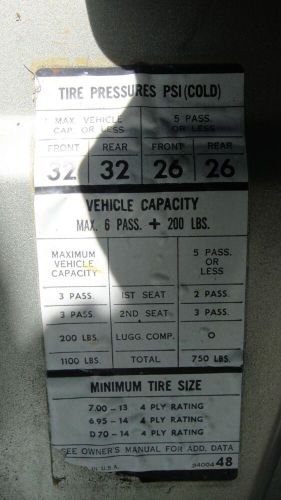 TIRE PRESSURES PSI (COLD)
MAX. VEHICLE CAP. OR LESS 5 PASS. OR LESS
FRONT REAR FRONT REAR
32 32 26 26
VEHICLE CAPACITY
MAX. 6 PASS. + 200 LBS.
MAXIMUM VEHICLE CAPACITY 5 PASS OR LESS
3 PASS. 1ST SEAT 2 PASS.
3 PASS. 2ND SEAT 3 PASS.
200 LBS. LUGG. COMP. O
1100 LBS. TOTAL 750 LBS.
MINIMUM TIRE SIZE
7.00 - 13 4 PLY RATING
6.95 - 14 4 PLY RATING
D70 - 14 4 PLY RATING
SEE OWNER'S MANUAL FOR ADD. DATA
IN U.S.A. 94004 48